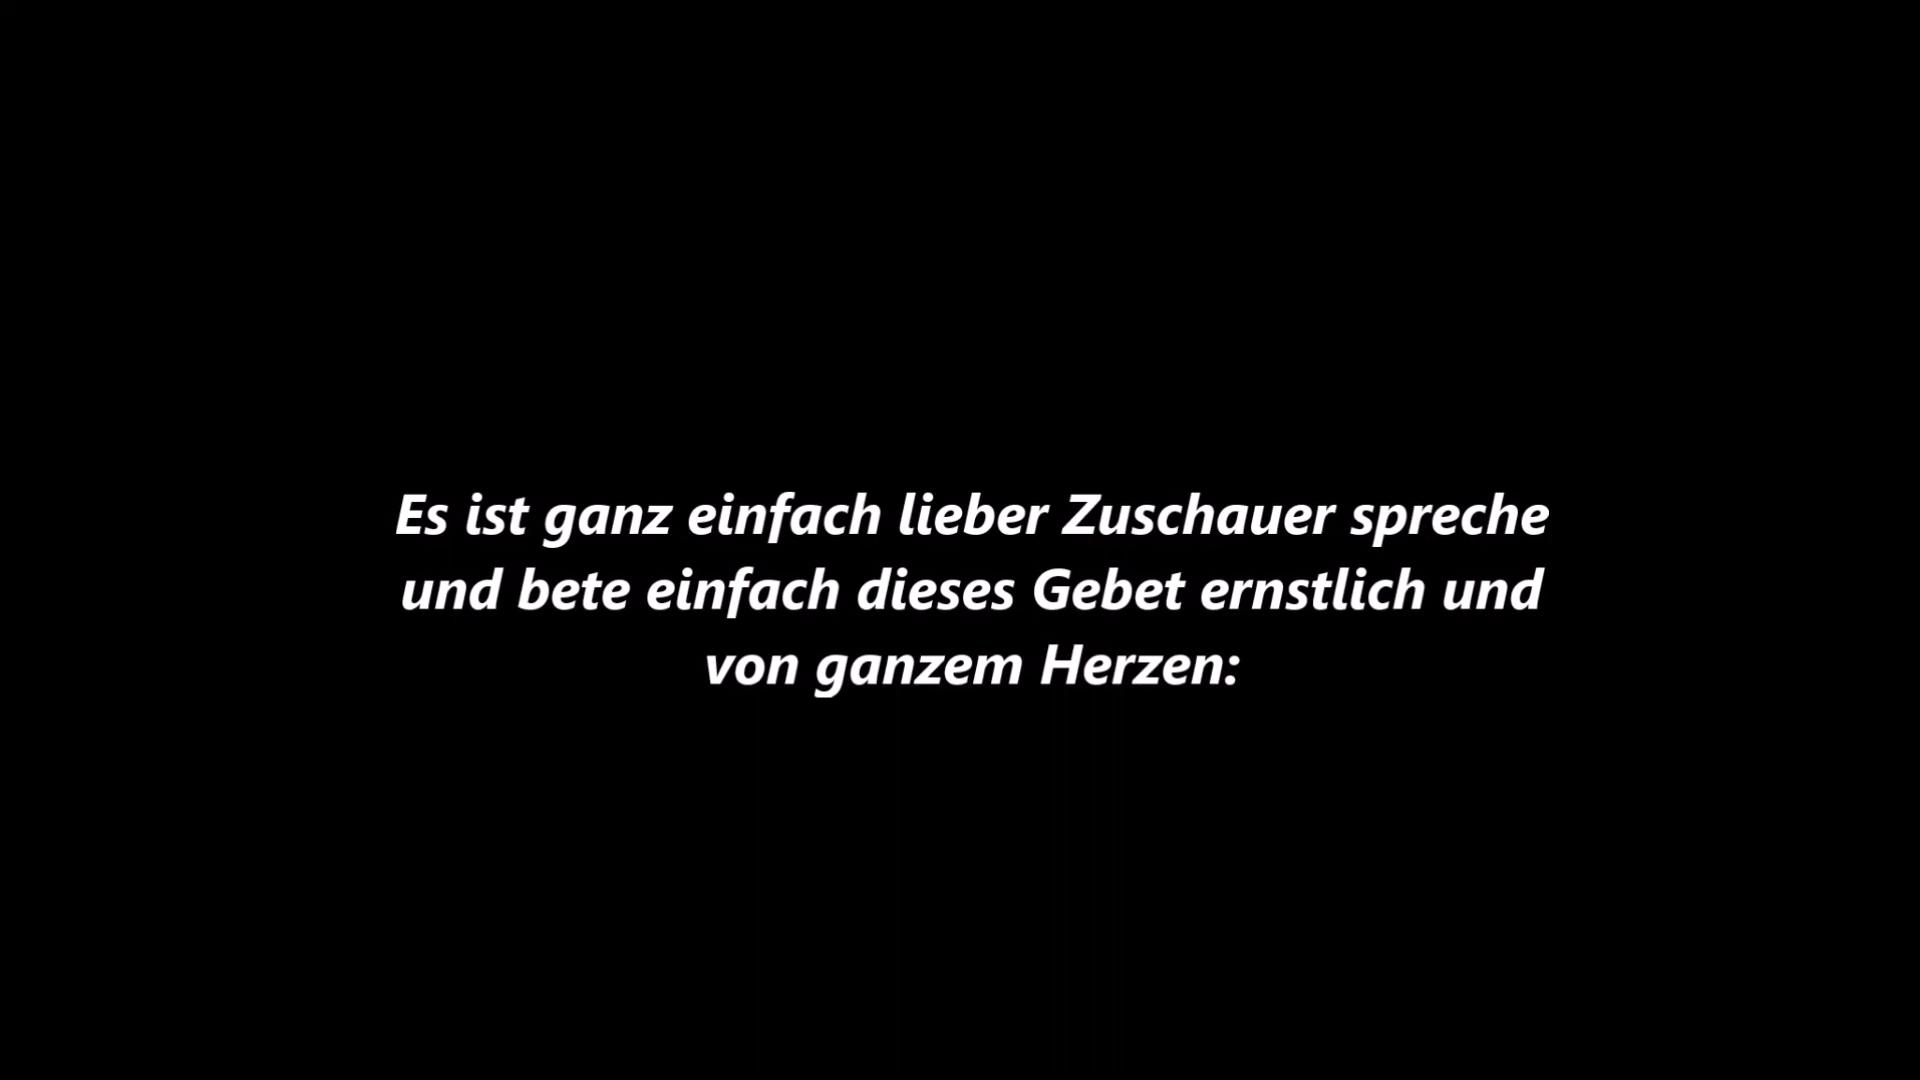 Es ist ganz einfach lieber Zuschauer spreche
und bete einfach dieses Gebet ernstlich und
von ganzem Herzen: